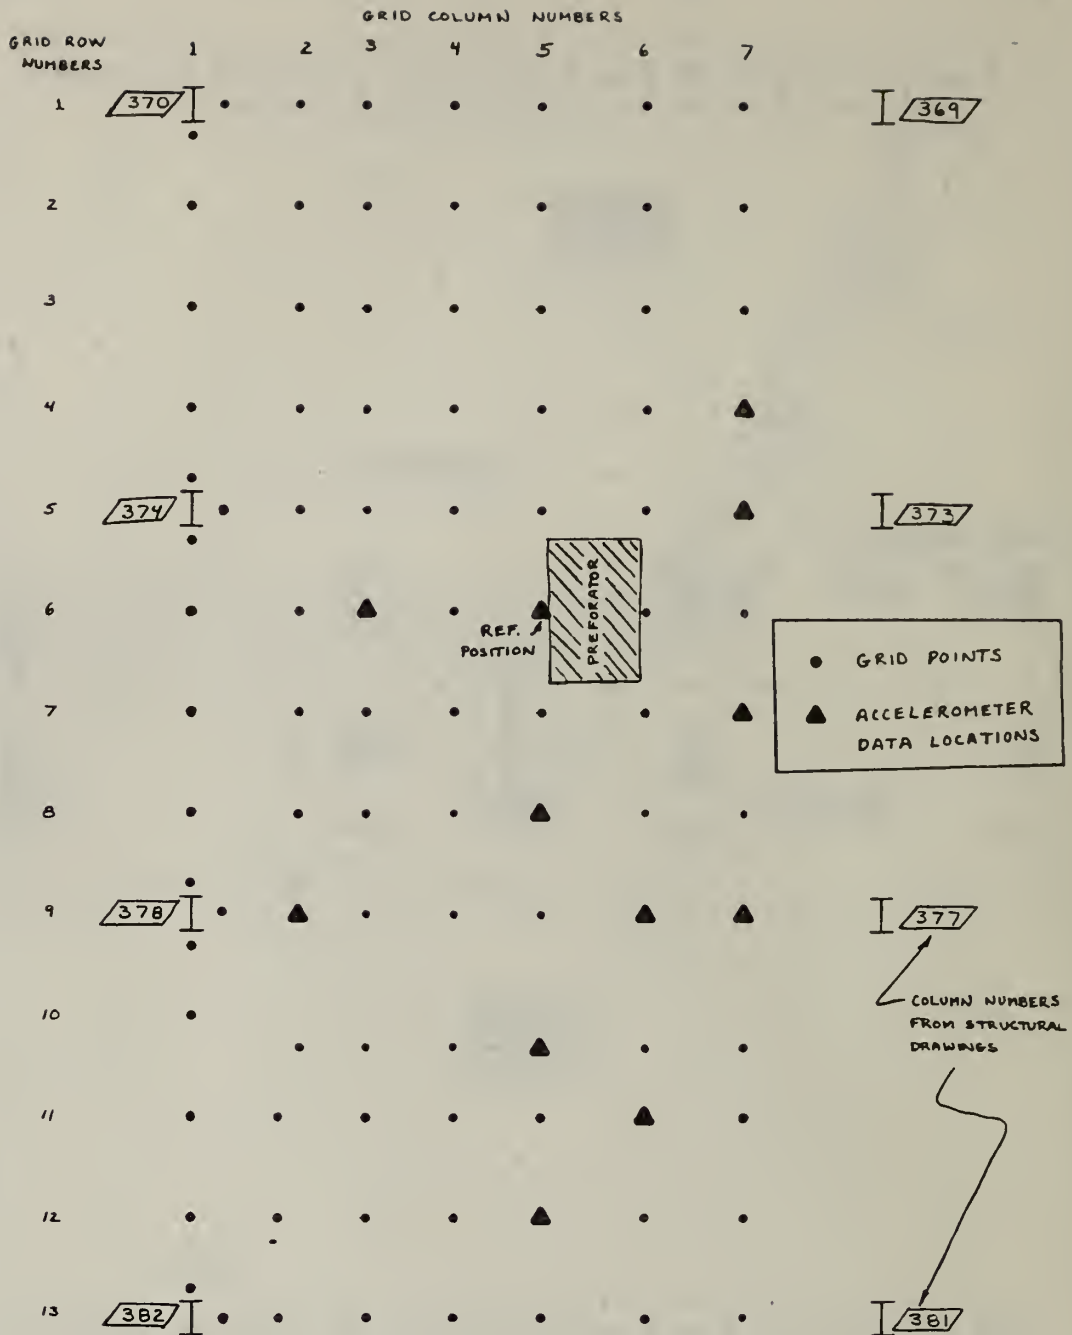 GRID COLUMN NUMBERS
GRID ROW
NUMBERS
1 2 3 4 5 6 7
1 370 369
2
3
4
5 374 373
6
REF.
POSITION
PREFORATOR
GRID POINTS
7
ACCELEROMETER
DATA LOCATIONS
8
9 378 377
COLUMN NUMBERS
FROM STRUCTURAL
DRAWINGS
10
11
12
13 382 381